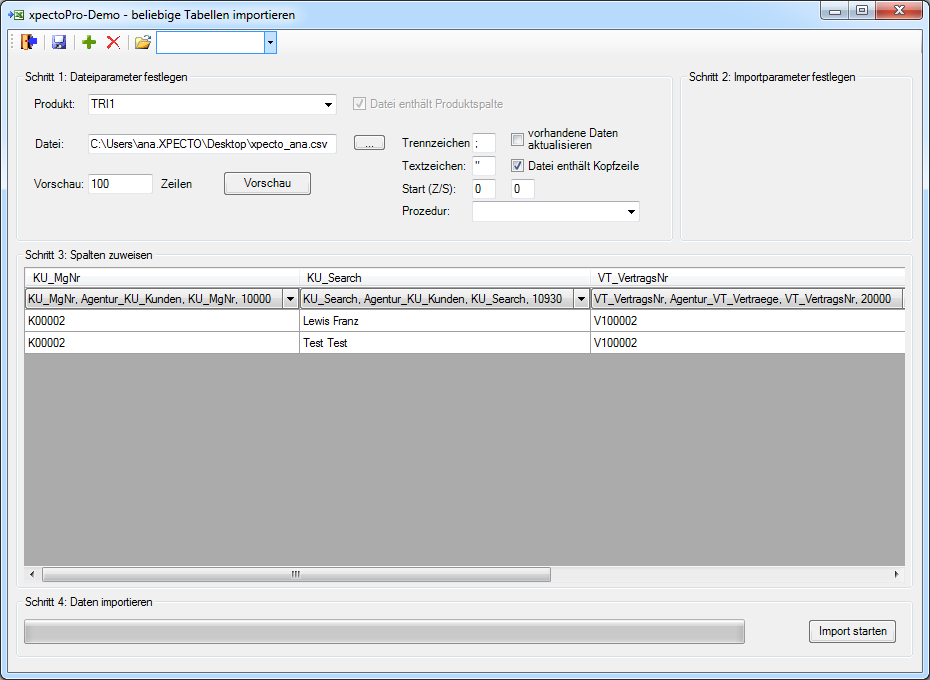 xpectoPro-Demo - beliebige Tabellen importieren
Schritt 1: Dateiparameter festlegen
Produkt: TRI1 Datei enthält Produktspalte
Datei: C:\Users\ana.XPECTO\Desktop\xpecto_ana.csv ... Trennzeichen ; vorhandene Daten aktualisieren
Textzeichen: " Datei enthält Kopfzeile
Vorschau: 100 Zeilen Vorschau Start (Z/S): 0 0
Prozedur:
Schritt 2: Importparameter festlegen
Schritt 3: Spalten zuweisen
KU_MgNr KU_Search VT_VertragsNr
KU_MgNr, Agentur_KU_Kunden, KU_MgNr, 10000 KU_Search, Agentur_KU_Kunden, KU_Search, 10930 VT_VertragsNr, Agentur_VT_Vertraege, VT_VertragsNr, 20000
K00002 Lewis Franz V100002
K00002 Test Test V100002
Schritt 4: Daten importieren
Import starten